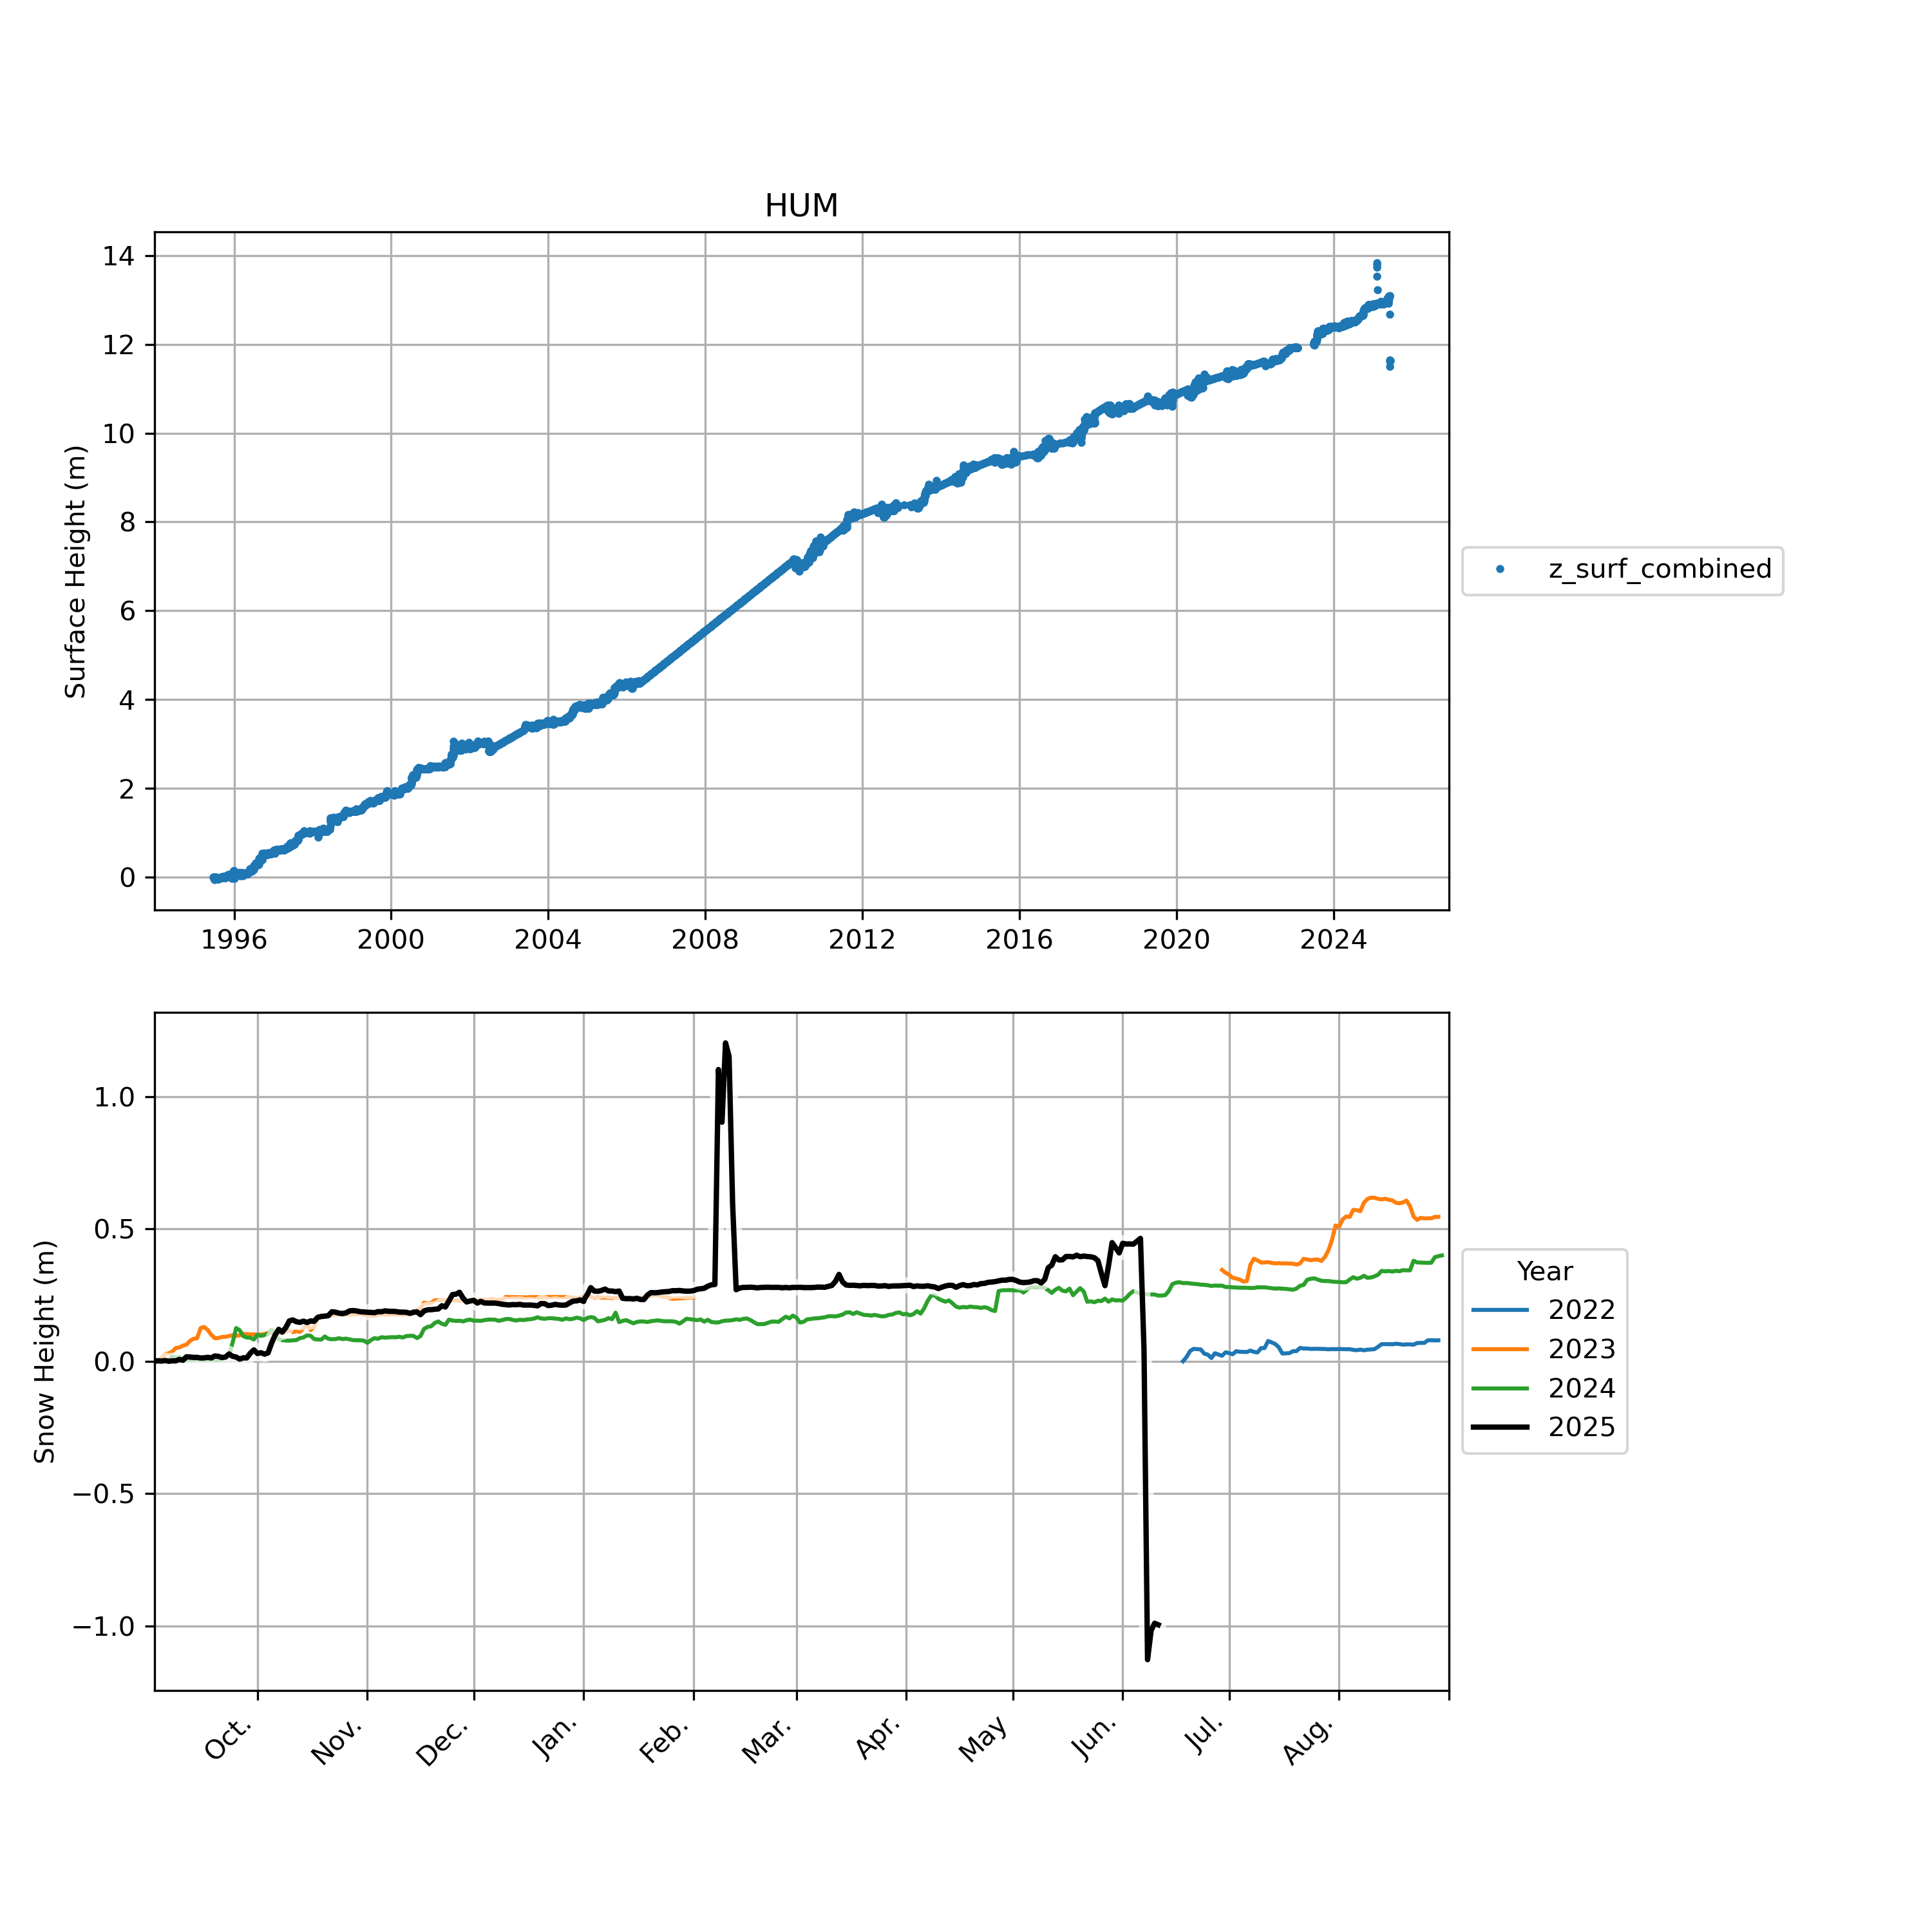 HUM
Surface Height (m)
14
12
10
8
6
4
2
0
1996 2000 2004 2008 2012 2016 2020 2024
z_surf_combined
Snow Height (m)
1.0
0.5
0.0
−0.5
−1.0
Oct. Nov. Dec. Jan. Feb. Mar. Apr. May Jun. Jul. Aug.
Year
2022
2023
2024
2025